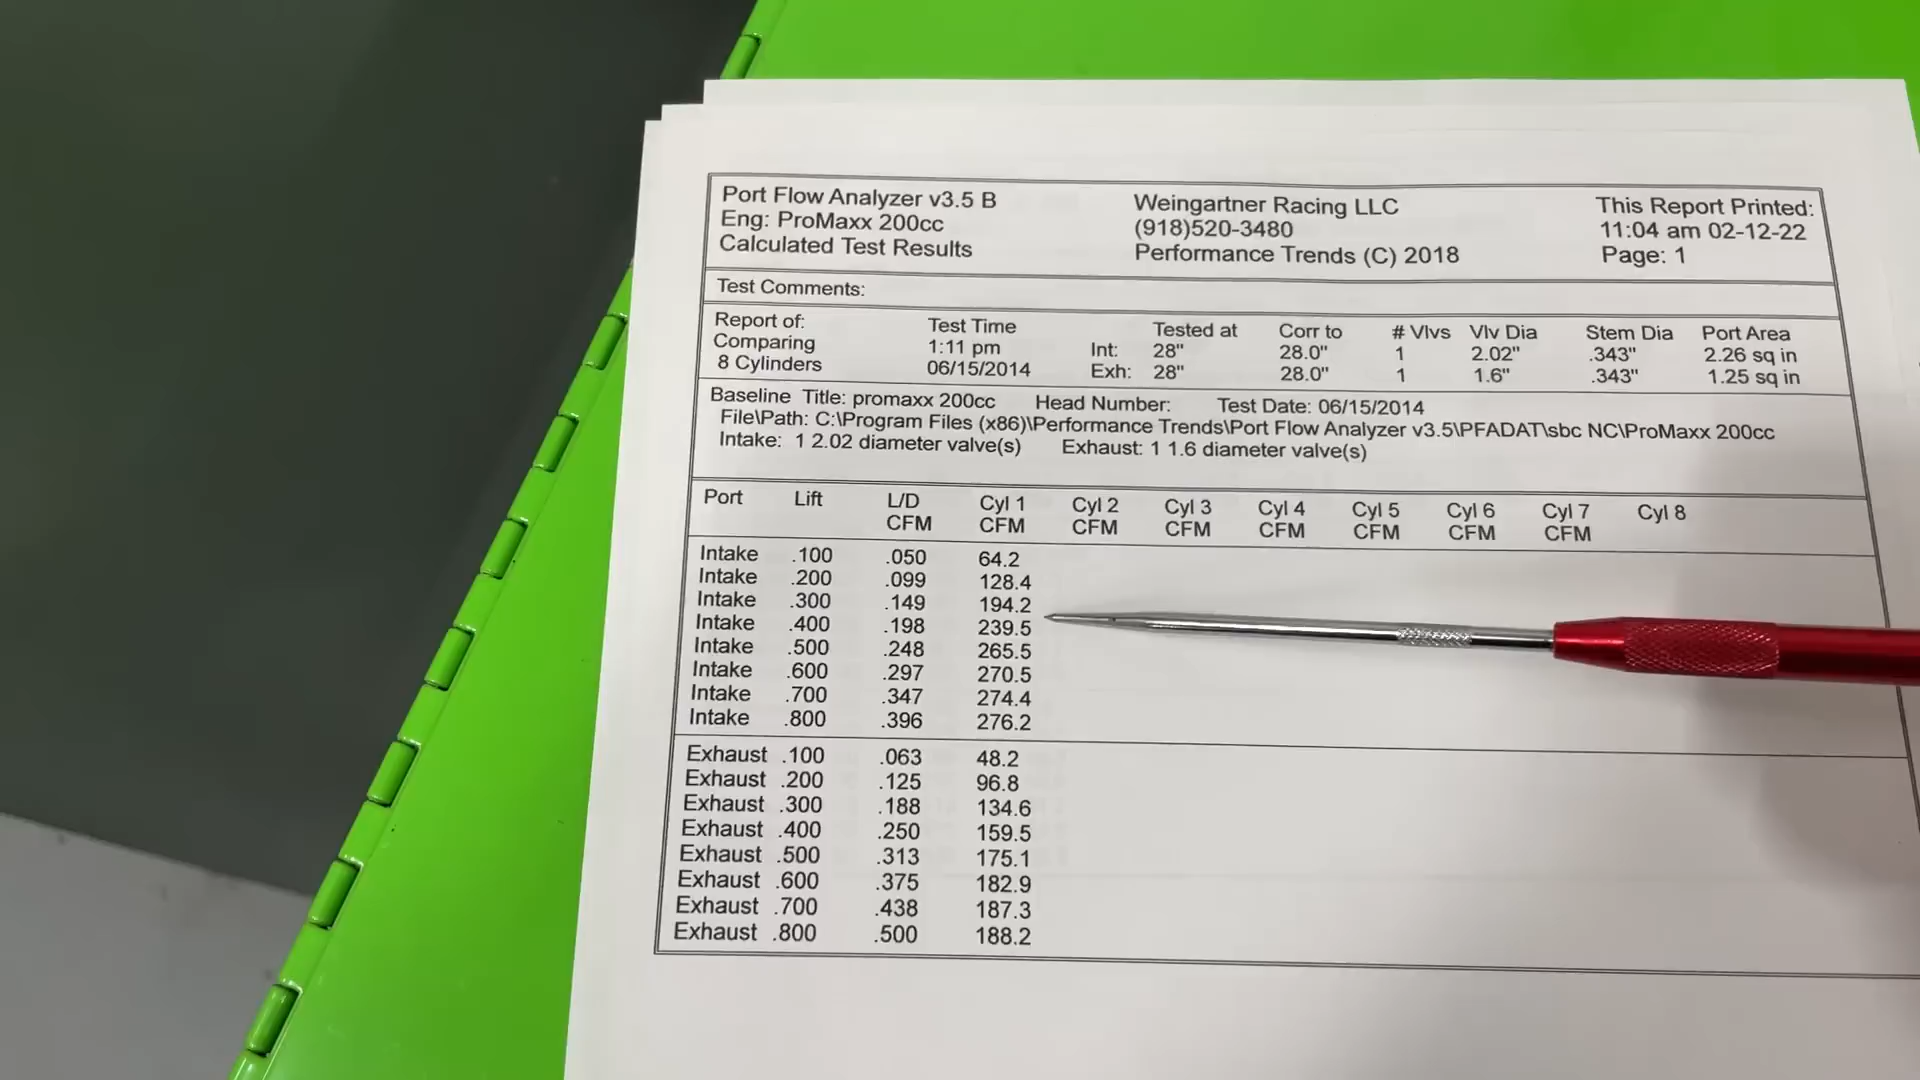 Port Flow Analyzer v3.5 B Weingartner Racing LLC This Report Printed:
Eng: ProMaxx 200cc (918)520-3480 11:04 am 02-12-22
Calculated Test Results Performance Trends (C) 2018 Page: 1
Test Comments:
Report of: Test Time Tested at Corr to # Vlvs Vlv Dia Stem Dia Port Area
Comparing 1:11 pm Int: 28" 28.0" 1 2.02" .343" 2.26 sq in
8 Cylinders 06/15/2014 Exh: 28" 28.0" 1 1.6" .343" 1.25 sq in
Baseline Title: promaxx 200cc Head Number: Test Date: 06/15/2014
File\Path: C:\Program Files (x86)\Performance Trends\Port Flow Analyzer v3.5\PFADAT\sbc NC\ProMaxx 200cc
Intake: 1 2.02 diameter valve(s) Exhaust: 1 1.6 diameter valve(s)
Port Lift L/D Cyl 1 Cyl 2 Cyl 3 Cyl 4 Cyl 5 Cyl 6 Cyl 7 Cyl 8
CFM CFM CFM CFM CFM CFM CFM CFM
Intake .100 .050 64.2
Intake .200 .099 128.4
Intake .300 .149 194.2
Intake .400 .198 239.5
Intake .500 .248 265.5
Intake .600 .297 270.5
Intake .700 .347 274.4
Intake .800 .396 276.2
Exhaust .100 .063 48.2
Exhaust .200 .125 96.8
Exhaust .300 .188 134.6
Exhaust .400 .250 159.5
Exhaust .500 .313 175.1
Exhaust .600 .375 182.9
Exhaust .700 .438 187.3
Exhaust .800 .500 188.2